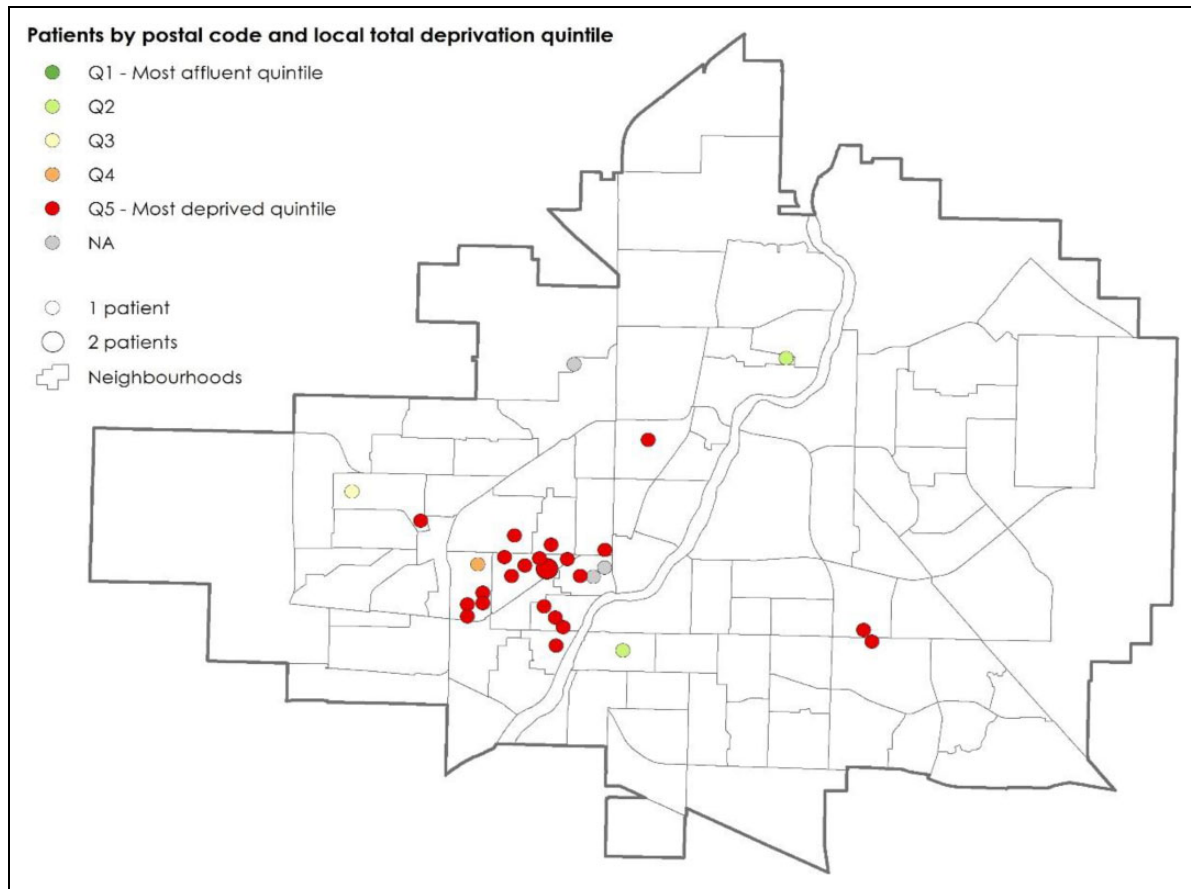 Patients by postal code and local total deprivation quintile
Q1 - Most affluent quintile
Q2
Q3
Q4
Q5 - Most deprived quintile
NA
1 patient
2 patients
Neighbourhoods